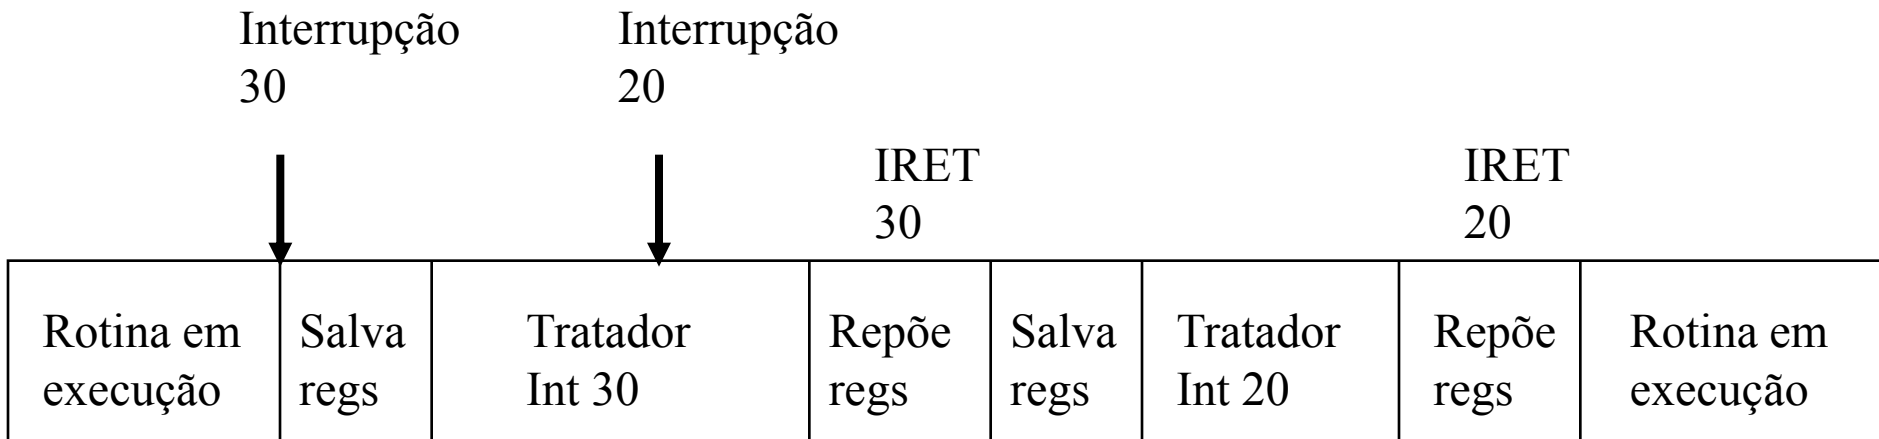 Interrupção
30
Interrupção
20
IRET
30
IRET
20
Rotina em
execução
Salva
regs
Tratador
Int 30
Repõe
regs
Salva
regs
Tratador
Int 20
Repõe
regs
Rotina em
execução